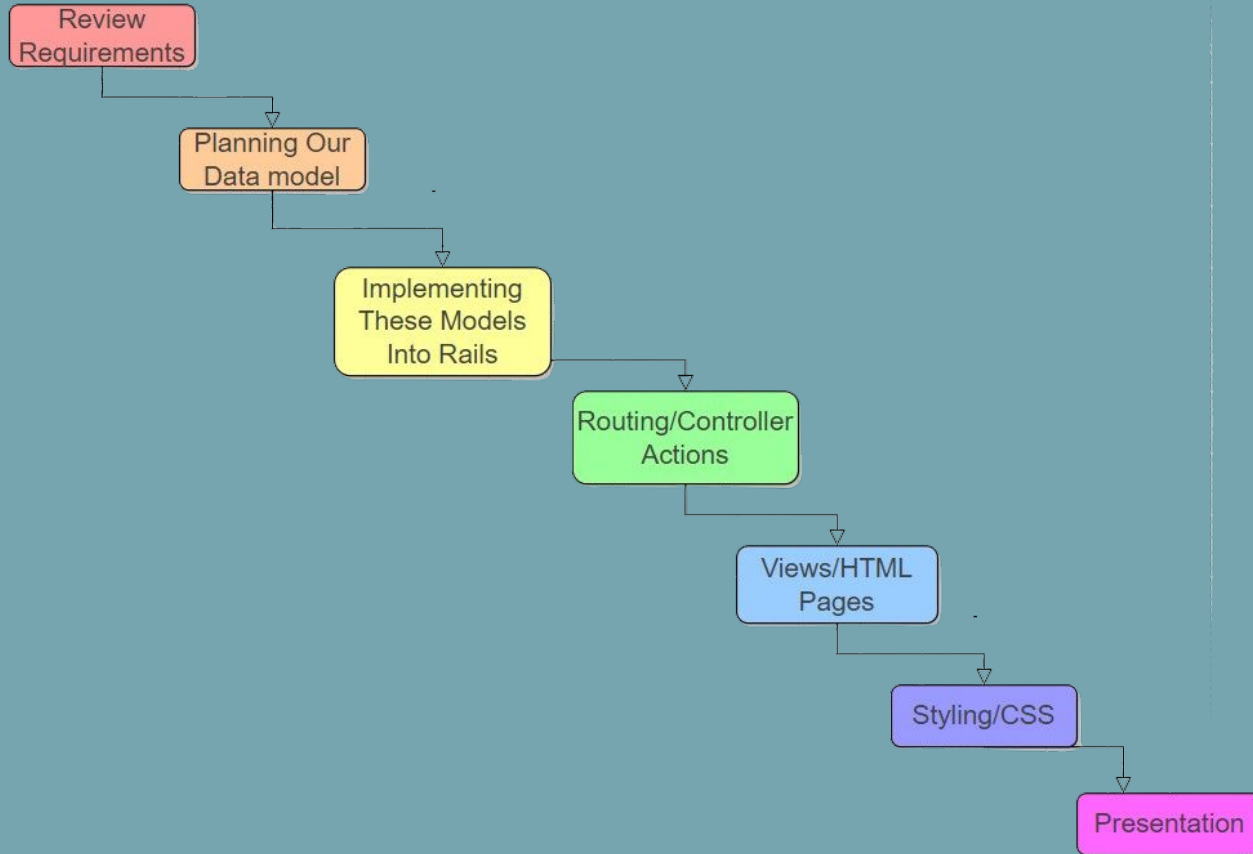 Review
Requirements
Planning Our
Data model
Implementing
These Models
Into Rails
Routing/Controller
Actions
Views/HTML
Pages
Styling/CSS
Presentation